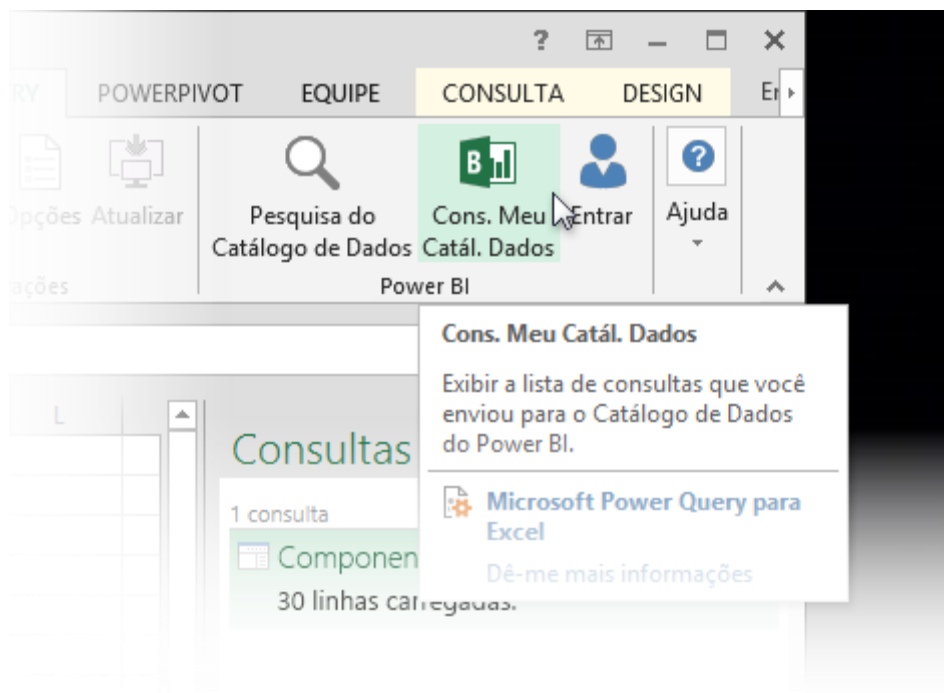 ?
RY POWERPIVOT EQUIPE CONSULTA DESIGN
Opções Atualizar Pesquisa do Catálogo de Dados Cons. Meu Catál. Dados Entrar Ajuda
ações Power BI
Cons. Meu Catál. Dados
Exibir a lista de consultas que você
enviou para o Catálogo de Dados
do Power BI.
Microsoft Power Query para
Excel
Dê-me mais informações
L
Consultas
1 consulta
Componen
30 linhas carregadas.